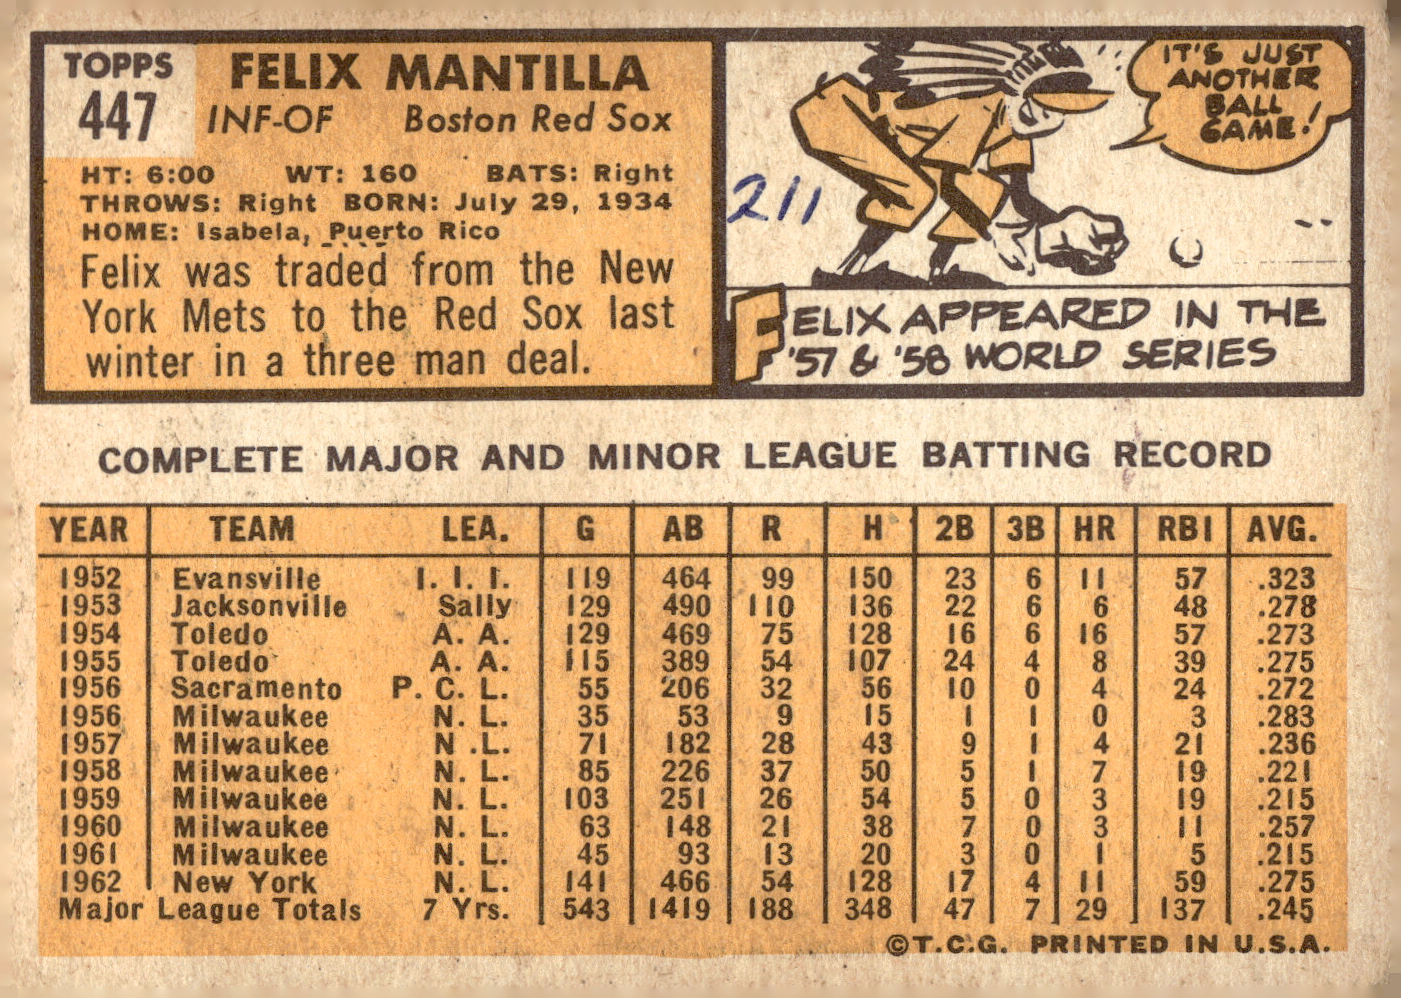 TOPPS
447
FELIX MANTILLA
INF-OF Boston Red Sox
HT: 6:00 WT: 160 BATS: Right
THROWS: Right BORN: July 29, 1934
HOME: Isabela, Puerto Rico
Felix was traded from the New
York Mets to the Red Sox last
winter in a three man deal.
IT'S JUST
ANOTHER
BALL
GAME!
211
FELIX APPEARED IN THE
'57 & '58 WORLD SERIES
COMPLETE MAJOR AND MINOR LEAGUE BATTING RECORD
YEAR TEAM LEA. G AB R H 2B 3B HR RBI AVG.
1952 Evansville I. I. I. 119 464 99 150 23 6 11 57 .323
1953 Jacksonville Sally 129 490 110 136 22 6 6 48 .278
1954 Toledo A. A. 129 469 75 128 16 6 16 57 .273
1955 Toledo A. A. 115 389 54 107 24 4 8 39 .275
1956 Sacramento P. C. L. 55 206 32 56 10 0 4 24 .272
1956 Milwaukee N. L. 35 53 9 15 1 1 0 3 .283
1957 Milwaukee N .L. 71 182 28 43 9 1 4 21 .236
1958 Milwaukee N. L. 85 226 37 50 5 1 7 19 .221
1959 Milwaukee N. L. 103 251 26 54 5 0 3 19 .215
1960 Milwaukee N. L. 63 148 21 38 7 0 3 11 .257
1961 Milwaukee N. L. 45 93 13 20 3 0 1 5 .215
1962 New York N. L. 141 466 54 128 17 4 11 59 .275
Major League Totals 7 Yrs. 543 1419 188 348 47 7 29 137 .245
©T.C.G. PRINTED IN U.S.A.